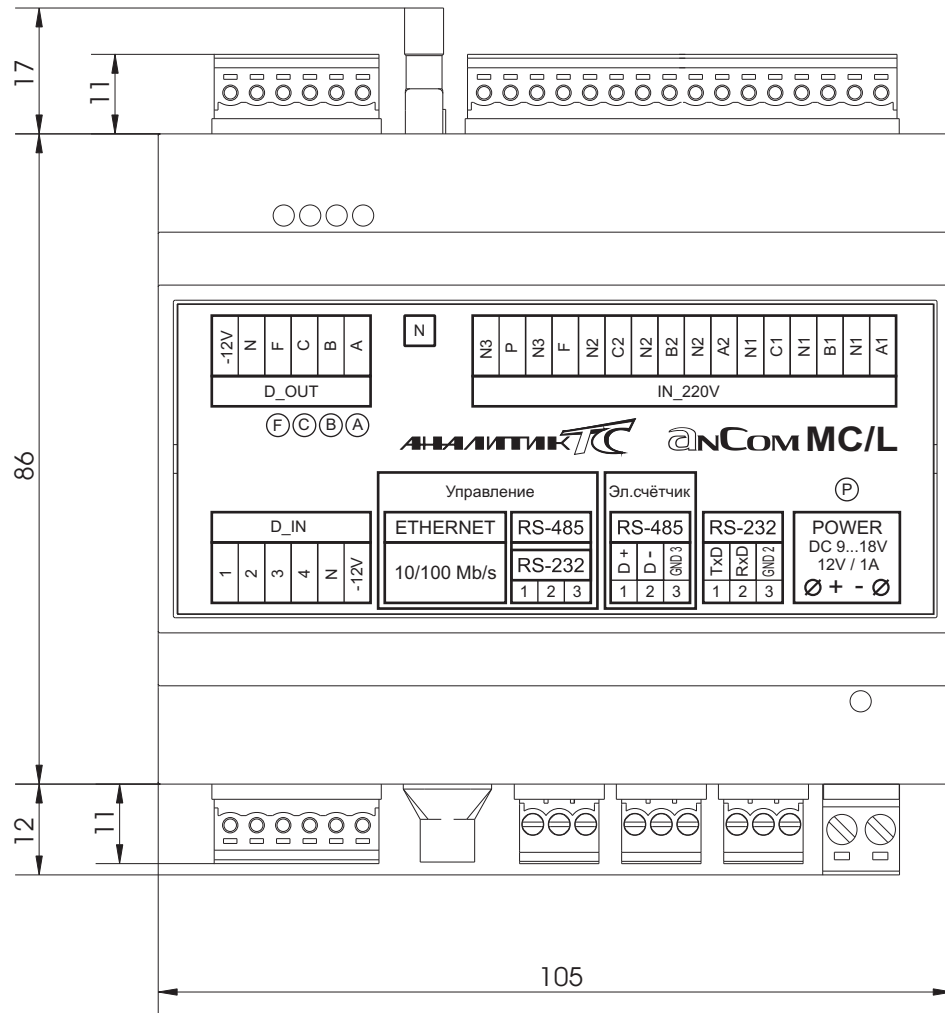 17
11
-12V N F C B A
D_OUT
N
N3 P N3 F N2 C2 N2 B2 N2 A2 N1 C1 N1 B1 N1 A1
IN_220V
F C B A
АНАЛИТИК ТС
anCom MC/L
86
P
D_IN
1 2 3 4 N -12V
Управление
ETHERNET
10/100 Mb/s
RS-485
RS-232
1 2 3
Эл.счётчик
RS-485
D + D - GND 3
1 2 3
RS-232
TxD RxD GND 2
1 2 3
POWER
DC 9...18V
12V / 1A
+ -
12
11
105